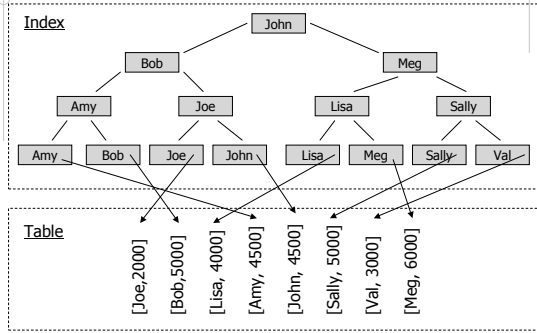 Index
John
Bob
Meg
Amy
Joe
Lisa
Sally
Amy
Bob
Joe
John
Lisa
Meg
Sally
Val
Table
[Joe,2000]
[Bob,5000]
[Lisa, 4000]
[Amy, 4500]
[John, 4500]
[Sally, 5000]
[Val, 3000]
[Meg, 6000]